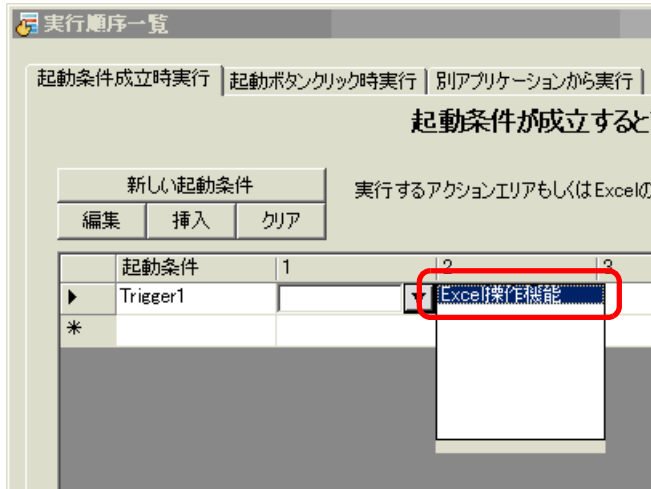 実行順序一覧
起動条件成立時実行 起動ボタンクリック時実行 別アプリケーションから実行
起動条件が成立すると
新しい起動条件
実行するアクションエリアもしくはExcelの
編集 挿入 クリア
起動条件 1 2 3
Trigger1 Excel操作機能